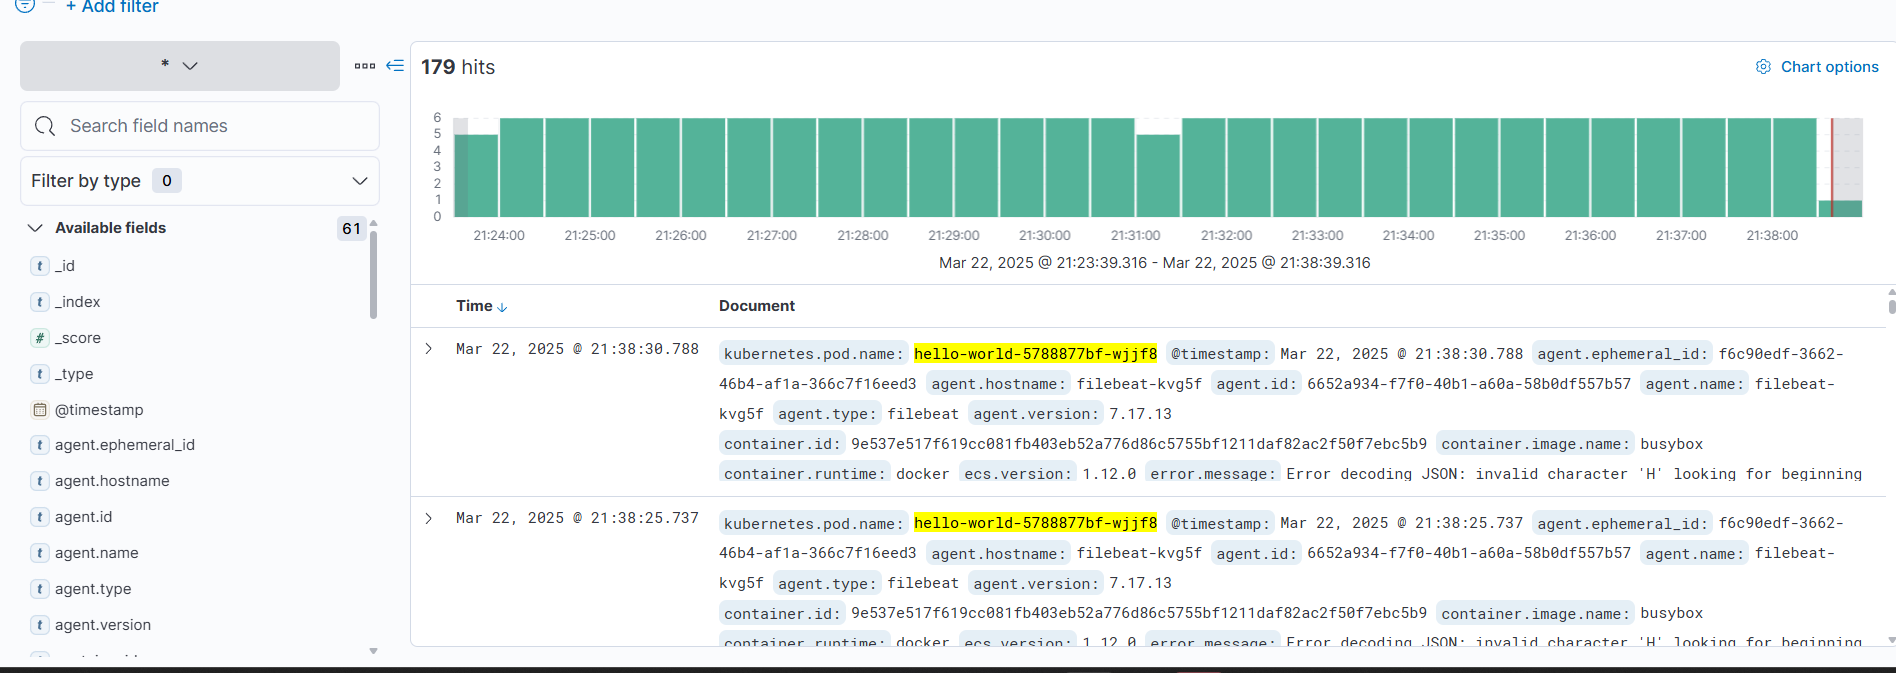 + Add filter
*
Search field names
Filter by type 0
Available fields 61
t _id
t _index
# _score
t _type
@timestamp
t agent.ephemeral_id
t agent.hostname
t agent.id
t agent.name
t agent.type
t agent.version
179 hits
Chart options
6
5
4
3
2
1
0
21:24:00 21:25:00 21:26:00 21:27:00 21:28:00 21:29:00 21:30:00 21:31:00 21:32:00 21:33:00 21:34:00 21:35:00 21:36:00 21:37:00 21:38:00
Mar 22, 2025 @ 21:23:39.316 - Mar 22, 2025 @ 21:38:39.316
Time Document
Mar 22, 2025 @ 21:38:30.788 kubernetes.pod.name: hello-world-5788877bf-wjjf8 @timestamp: Mar 22, 2025 @ 21:38:30.788 agent.ephemeral_id: f6c90edf-3662-
46b4-af1a-366c7f16eed3 agent.hostname: filebeat-kvg5f agent.id: 6652a934-f7f0-40b1-a60a-58b0df557b57 agent.name: filebeat-
kvg5f agent.type: filebeat agent.version: 7.17.13
container.id: 9e537e517f619cc081fb403eb52a776d86c5755bf1211daf82ac2f50f7ebc5b9 container.image.name: busybox
container.runtime: docker ecs.version: 1.12.0 error.message: Error decoding JSON: invalid character 'H' looking for beginning
Mar 22, 2025 @ 21:38:25.737 kubernetes.pod.name: hello-world-5788877bf-wjjf8 @timestamp: Mar 22, 2025 @ 21:38:25.737 agent.ephemeral_id: f6c90edf-3662-
46b4-af1a-366c7f16eed3 agent.hostname: filebeat-kvg5f agent.id: 6652a934-f7f0-40b1-a60a-58b0df557b57 agent.name: filebeat-
kvg5f agent.type: filebeat agent.version: 7.17.13
container.id: 9e537e517f619cc081fb403eb52a776d86c5755bf1211daf82ac2f50f7ebc5b9 container.image.name: busybox
container.runtime: docker ecs.version: 1.12.0 error.message: Error decoding JSON: invalid character 'H' looking for beginning